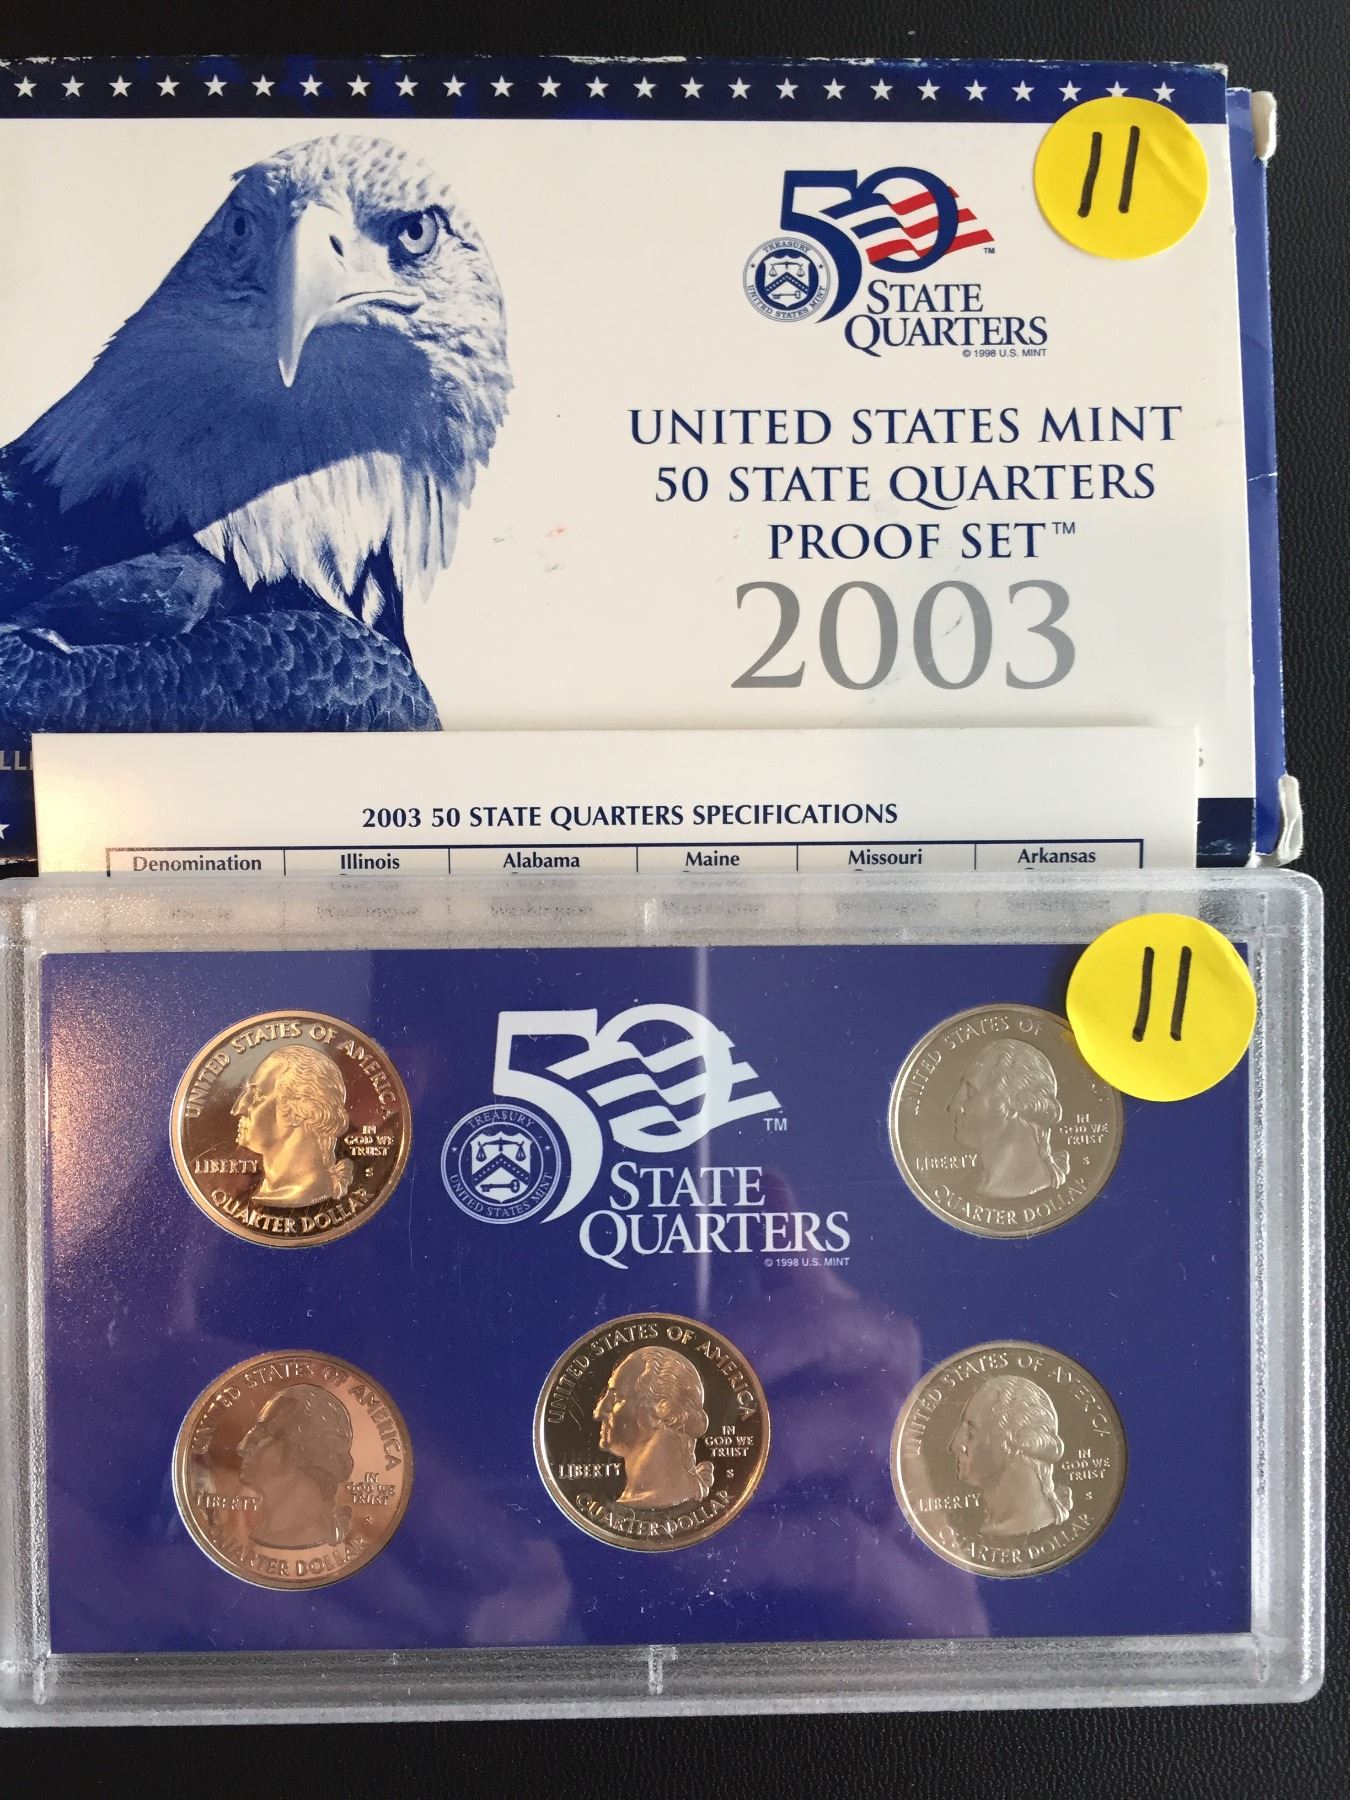 11
50
TREASURY
UNITED STATES MINT
TM
STATE
QUARTERS
© 1998 U.S. MINT
UNITED STATES MINT
50 STATE QUARTERS
PROOF SET™
2003
2003 50 STATE QUARTERS SPECIFICATIONS
Denomination Illinois Alabama Maine Missouri Arkansas
11
UNITED STATES OF AMERICA
IN
GOD WE
TRUST
LIBERTY
S
QUARTER DOLLAR
50
TREASURY
UNITED STATES MINT
TM
STATE
QUARTERS
© 1998 U.S. MINT
UNITED STATES OF
IN
GOD WE
TRUST
LIBERTY
S
QUARTER DOLLAR
UNITED STATES OF AMERICA
IN
GOD WE
TRUST
LIBERTY
S
QUARTER DOLLAR
UNITED STATES OF AMERICA
IN
GOD WE
TRUST
LIBERTY
S
QUARTER DOLLAR
UNITED STATES OF AMERICA
IN
GOD WE
TRUST
LIBERTY
S
QUARTER DOLLAR